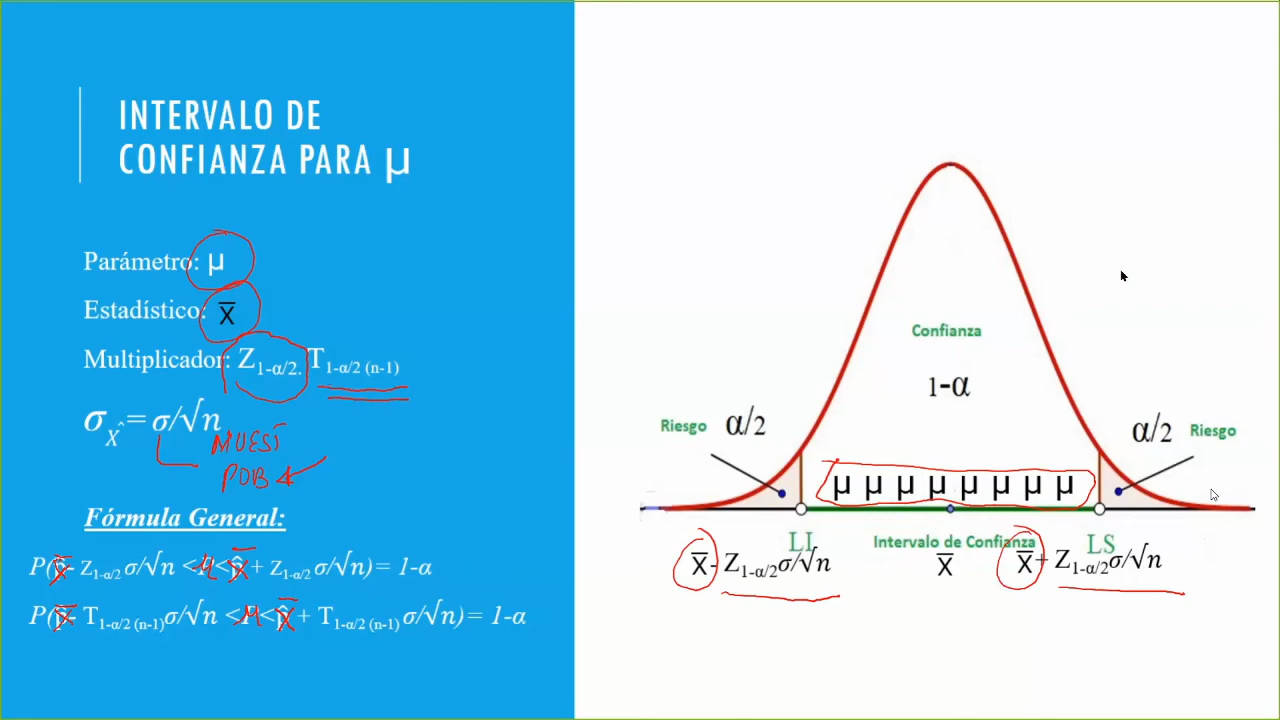 INTERVALO DE
CONFIANZA PARA μ
Parámetro: μ
Estadístico: x̅
Multiplicador: Z1-α/2. T1-α/2 (n-1)
σX̂ = σ/√n
MUEST
POB
Fórmula General:
P(x̅- Z1-α/2 σ/√n <μ< x̅ + Z1-α/2 σ/√n)= 1-α
P(x̅- T1-α/2 (n-1)σ/√n <μ< x̅ + T1-α/2 (n-1) σ/√n)= 1-α
Confianza
1-α
Riesgo α/2
α/2 Riesgo
μ μ μ μ μ μ μ μ
LI Intervalo de Confianza LS
x̅- Z1-α/2σ/√n x̅ x̅+ Z1-α/2σ/√n